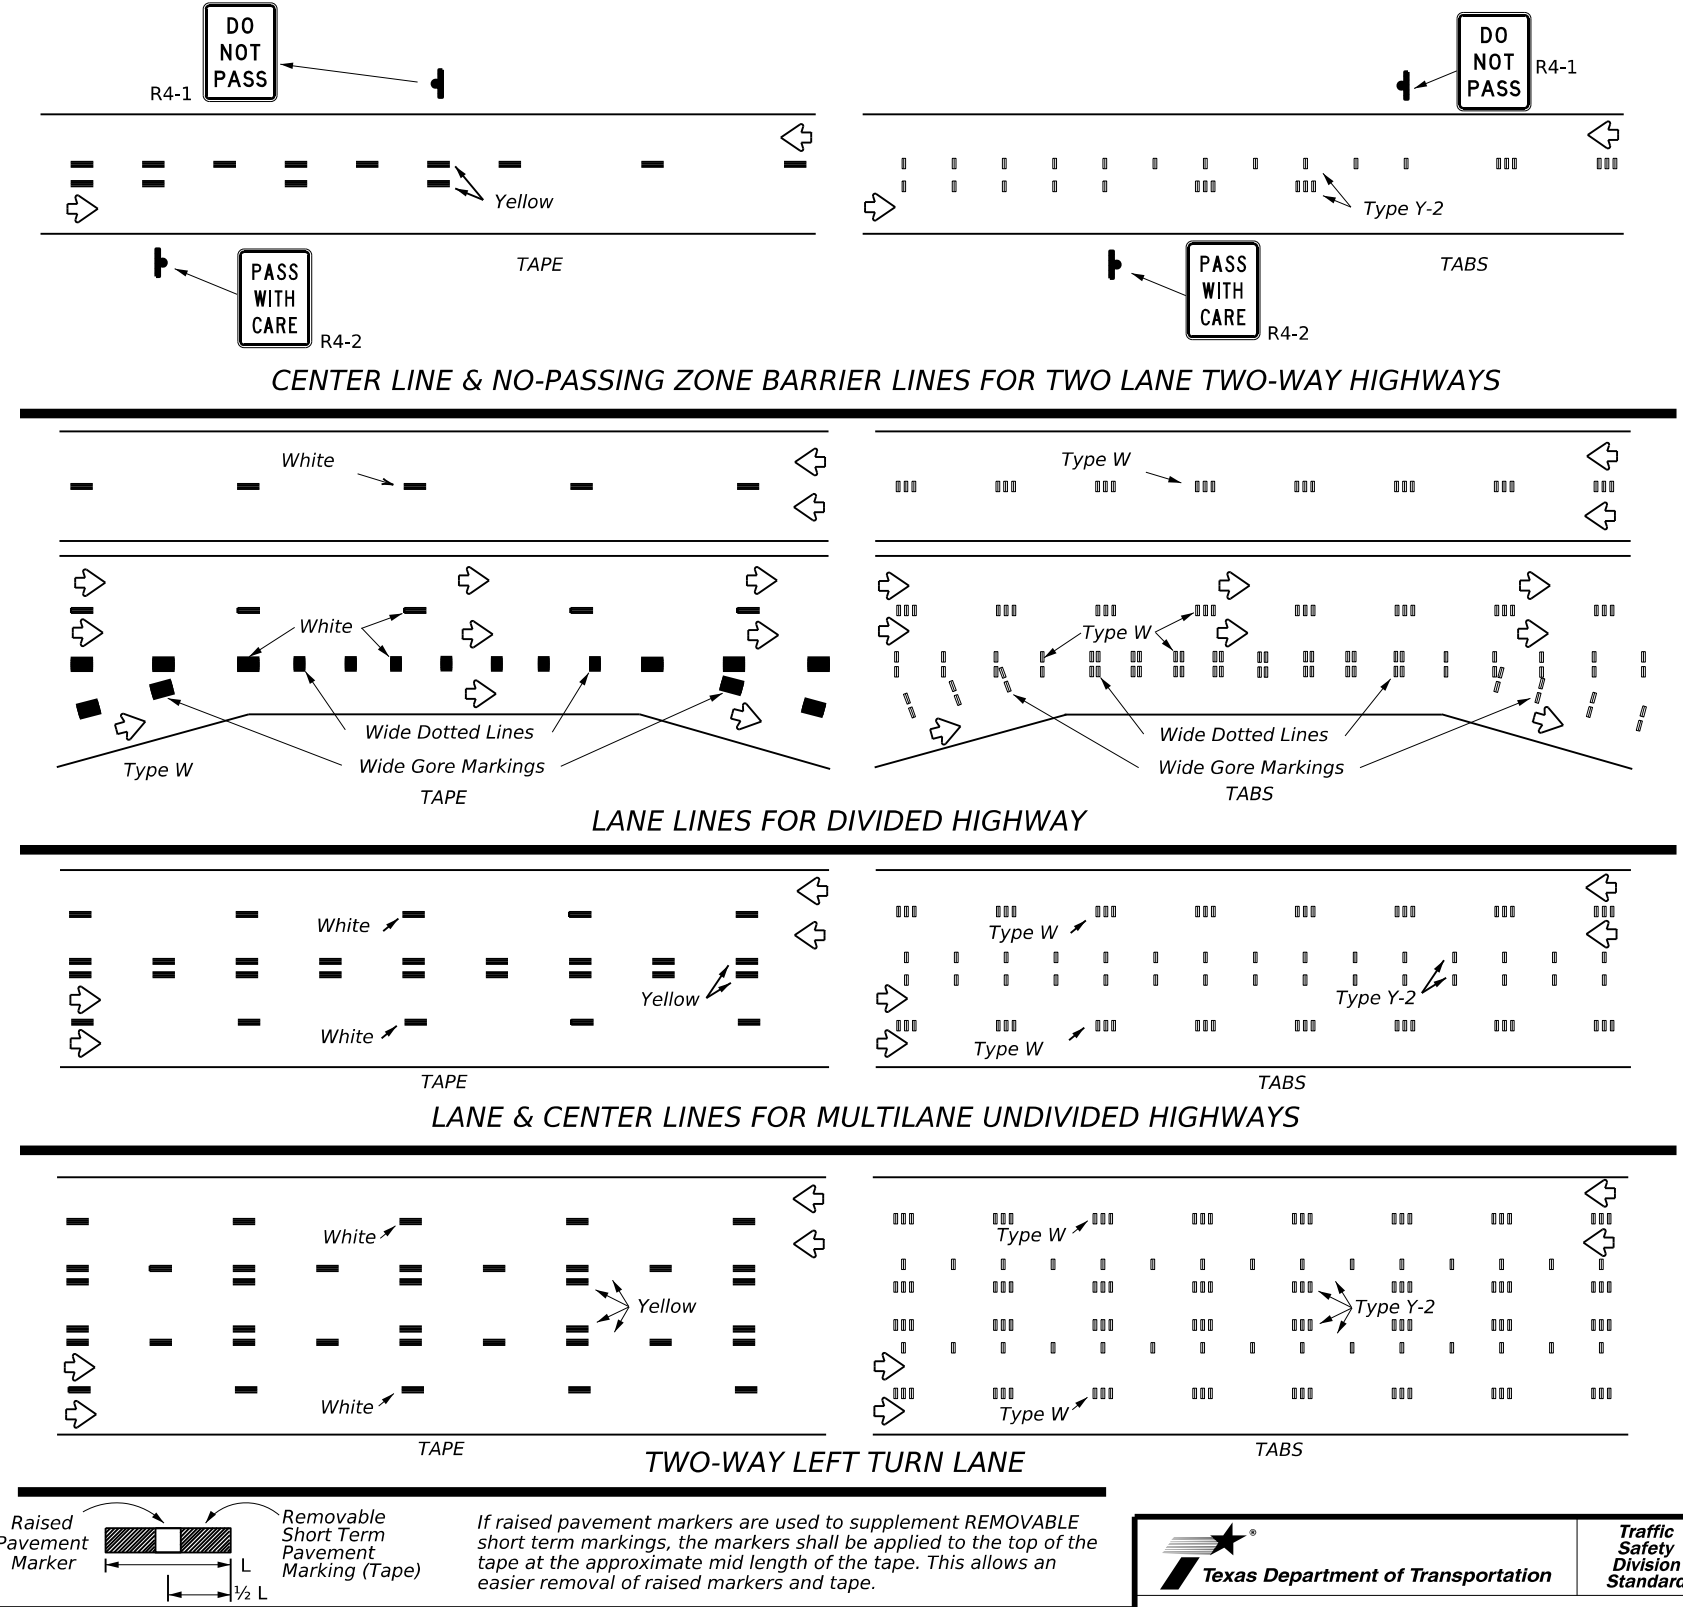 DO
NOT
PASS
R4-1
Yellow
PASS
WITH
CARE
R4-2
TAPE
DO
NOT
PASS
R4-1
Type Y-2
PASS
WITH
CARE
R4-2
TABS
CENTER LINE & NO-PASSING ZONE BARRIER LINES FOR TWO LANE TWO-WAY HIGHWAYS
White
White
Wide Dotted Lines
Wide Gore Markings
Type W
TAPE
Type W
Type W
Wide Dotted Lines
Wide Gore Markings
TABS
LANE LINES FOR DIVIDED HIGHWAY
White
Yellow
White
TAPE
Type W
Type Y-2
Type W
TABS
LANE & CENTER LINES FOR MULTILANE UNDIVIDED HIGHWAYS
White
Yellow
White
TAPE
Type W
Type Y-2
Type W
TABS
TWO-WAY LEFT TURN LANE
Raised
Pavement
Marker
L
½ L
Removable
Short Term
Pavement
Marking (Tape)
If raised pavement markers are used to supplement REMOVABLE
short term markings, the markers shall be applied to the top of the
tape at the approximate mid length of the tape. This allows an
easier removal of raised markers and tape.
®
Texas Department of Transportation
Traffic
Safety
Division
Standard